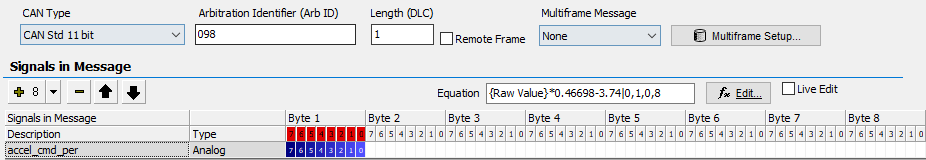 CAN Type Arbitration Identifier (Arb ID) Length (DLC) Multiframe Message
CAN Std 11 bit 098 1 Remote Frame None Multiframe Setup...
Signals in Message
8 Equation {Raw Value}*0.46698-3.74|0,1,0,8 fx Edit... Live Edit
Signals in Message Byte 1 Byte 2 Byte 3 Byte 4 Byte 5 Byte 6 Byte 7 Byte 8
Description Type 7 6 5 4 3 2 1 0 7 6 5 4 3 2 1 0 7 6 5 4 3 2 1 0 7 6 5 4 3 2 1 0 7 6 5 4 3 2 1 0 7 6 5 4 3 2 1 0 7 6 5 4 3 2 1 0 7 6 5 4 3 2 1 0
accel_cmd_per Analog 7 6 5 4 3 2 1 0